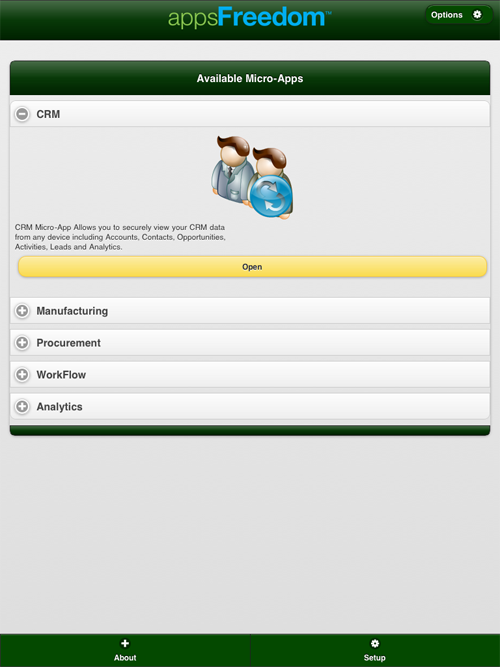 appsFreedom™
Options
Available Micro-Apps
CRM
CRM Micro-App Allows you to securely view your CRM data
from any device including Accounts, Contacts, Opportunities,
Activities, Leads and Analytics.
Open
Manufacturing
Procurement
WorkFlow
Analytics
About
Setup